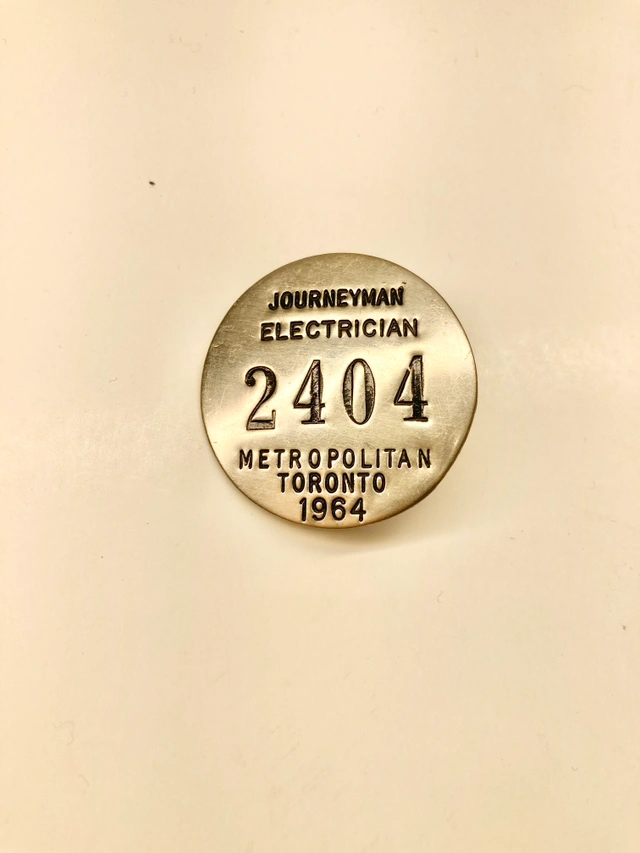 JOURNEYMAN
ELECTRICIAN
2404
METROPOLITAN
TORONTO
1964